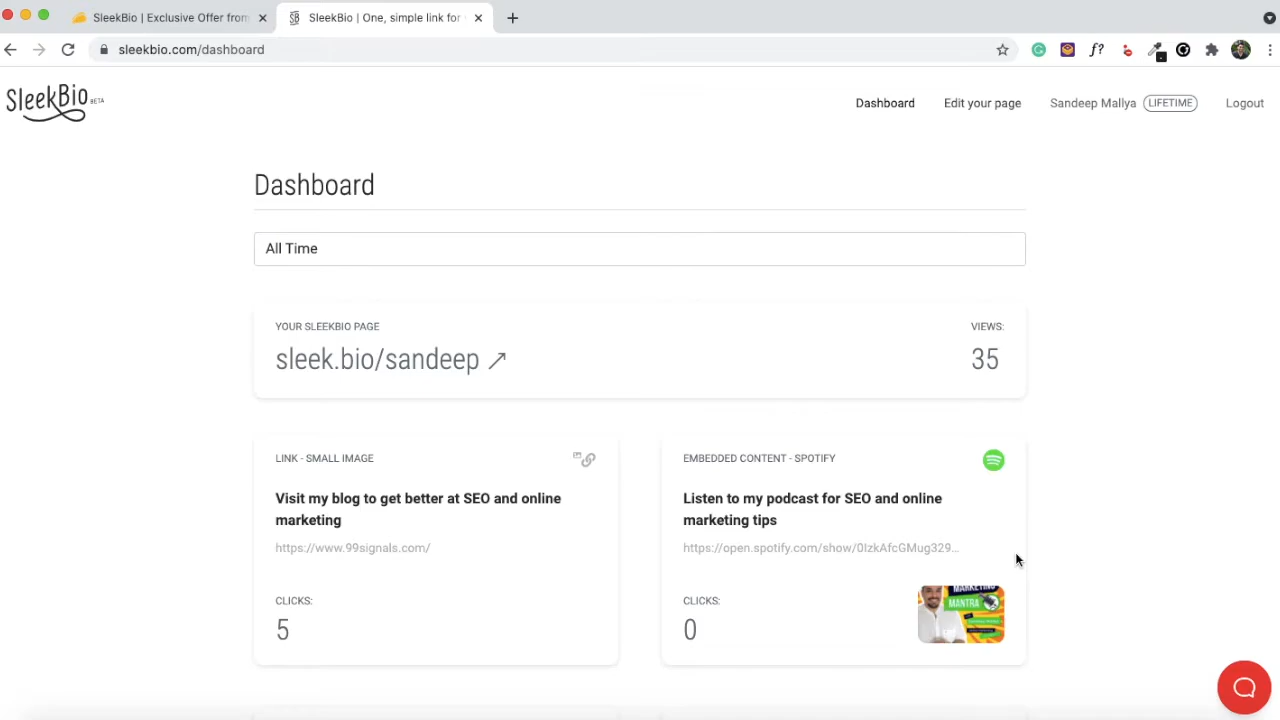 SleekBio | Exclusive Offer from
SleekBio | One, simple link for
sleekbio.com/dashboard
f?
SleekBio BETA
Dashboard
Edit your page
Sandeep Mallya LIFETIME
Logout
Dashboard
All Time
YOUR SLEEKBIO PAGE
VIEWS:
sleek.bio/sandeep ↗
35
LINK - SMALL IMAGE
Visit my blog to get better at SEO and online
marketing
https://www.99signals.com/
CLICKS:
5
EMBEDDED CONTENT - SPOTIFY
Listen to my podcast for SEO and online
marketing tips
https://open.spotify.com/show/0IzkAfcGMug329...
CLICKS:
0
MARKETING
MANTRA